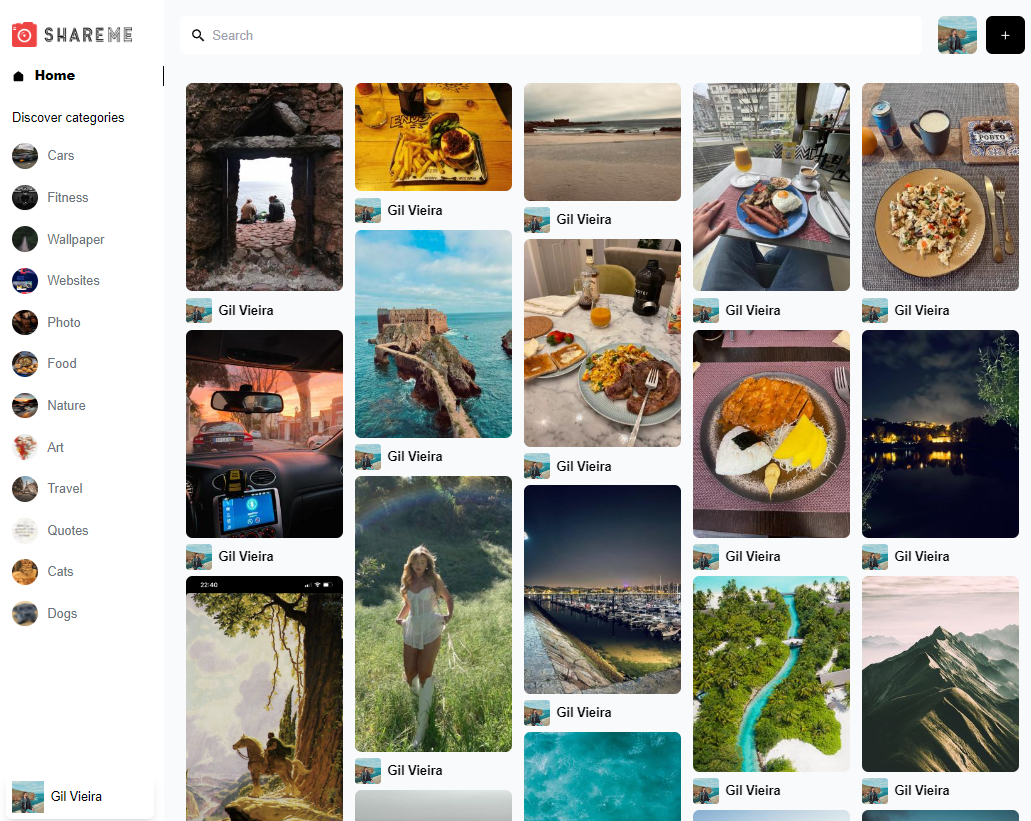 SHAREME
Search
+
Home
Discover categories
Cars
Fitness
Wallpaper
Websites
Photo
Food
Nature
Art
Travel
Quotes
Cats
Dogs
Gil Vieira
Gil Vieira
Gil Vieira
22:40
Gil Vieira
Gil Vieira
Gil Vieira
Gil Vieira
Gil Vieira
Gil Vieira
Gil Vieira
Gil Vieira
Gil Vieira
PORTO
Gil Vieira
Gil Vieira
Gil Vieira
Gil Vieira